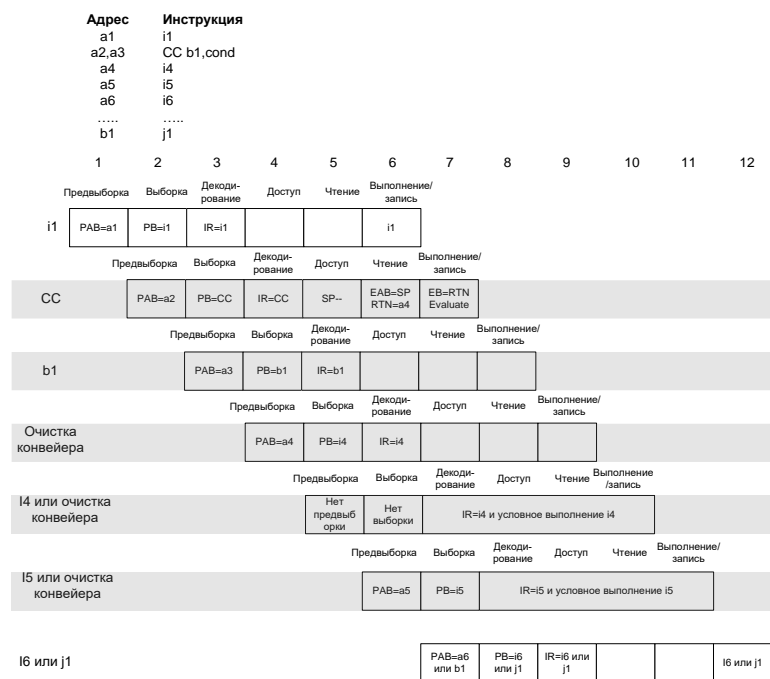 Адрес Инструкция
a1 i1
a2,a3 CC b1,cond
a4 i4
a5 i5
a6 i6
..... .....
b1 j1
1 2 3 4 5 6 7 8 9 10 11 12
Предвыборка Выборка Декоди-рование Доступ Чтение Выполнение/запись
i1 PAB=a1 PB=i1 IR=i1 i1
Предвыборка Выборка Декоди-рование Доступ Чтение Выполнение/запись
CC PAB=a2 PB=CC IR=CC SP-- EAB=SP RTN=a4 EB=RTN Evaluate
Предвыборка Выборка Декоди-рование Доступ Чтение Выполнение/запись
b1 PAB=a3 PB=b1 IR=b1
Предвыборка Выборка Декоди-рование Доступ Чтение Выполнение/запись
Очистка конвейера PAB=a4 PB=i4 IR=i4
Предвыборка Выборка Декоди-рование Доступ Чтение Выполнение/запись
I4 или очистка конвейера Нет предвыб орки Нет выборки IR=i4 и условное выполнение i4
Предвыборка Выборка Декоди-рование Доступ Чтение Выполнение/запись
I5 или очистка конвейера PAB=a5 PB=i5 IR=i5 и условное выполнение i5
I6 или j1 PAB=a6 или b1 PB=i6 или j1 IR=i6 или j1 I6 или j1